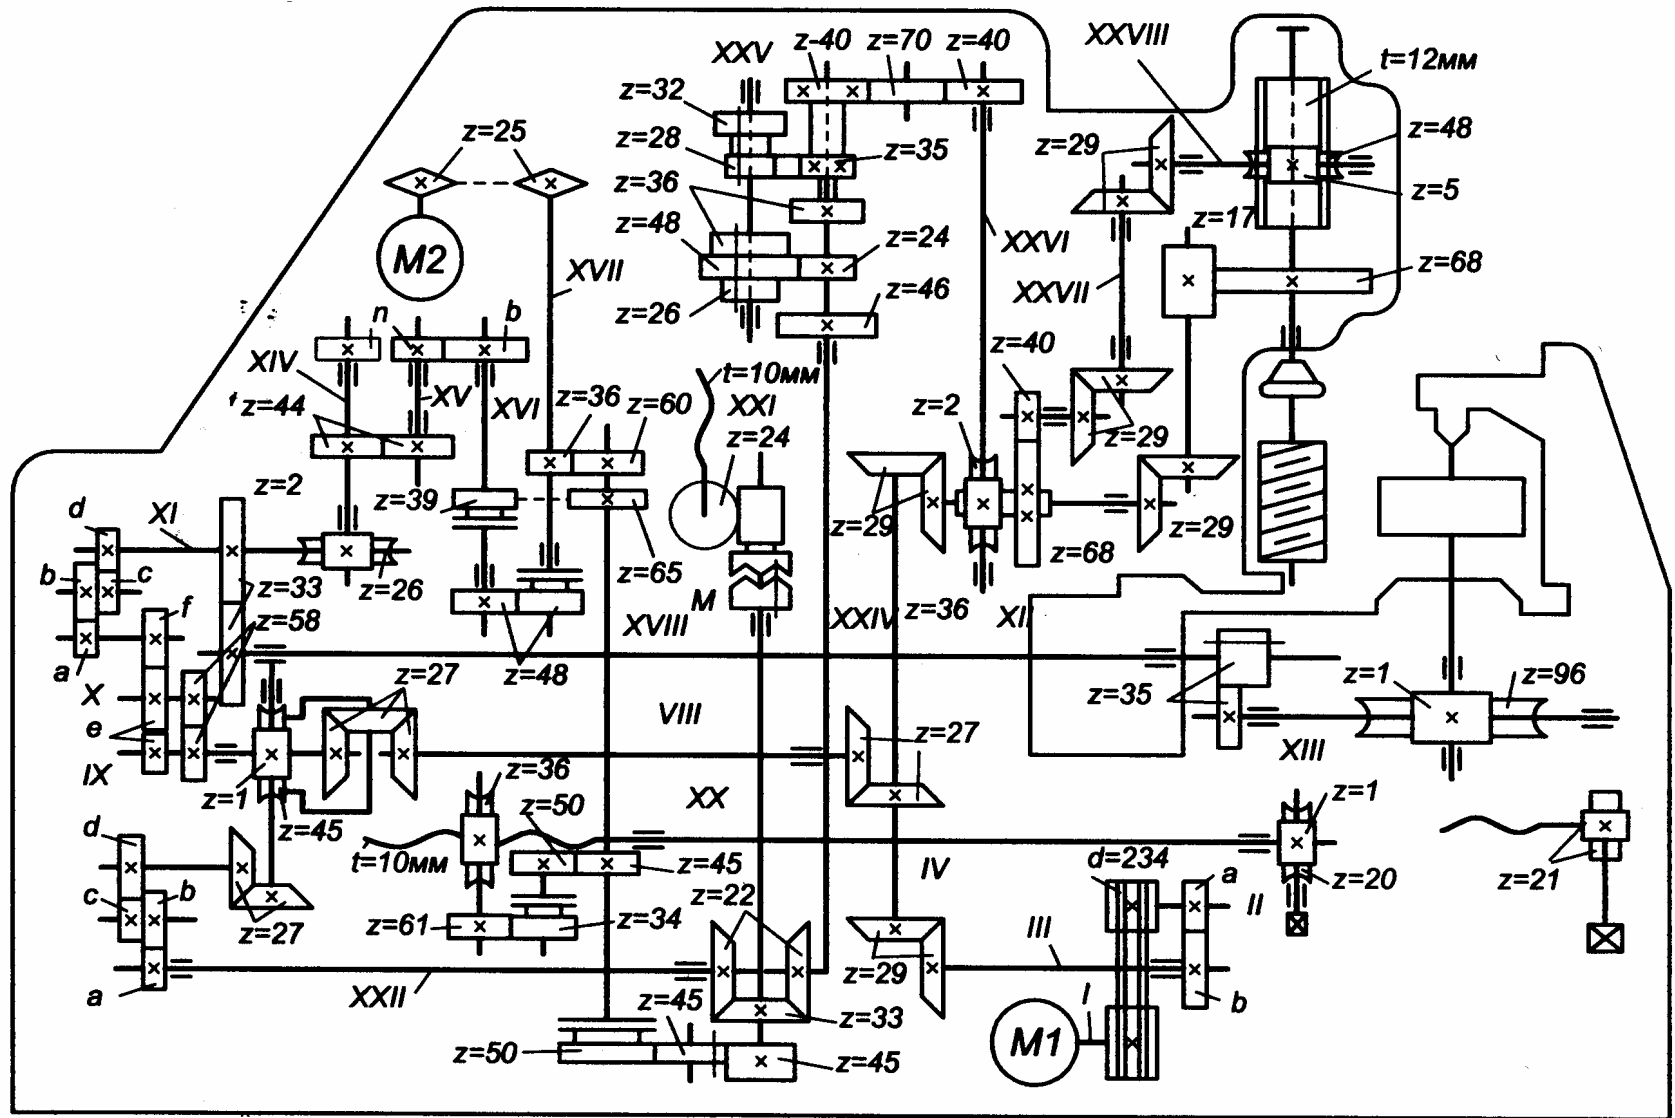 XXV
z-40
z=70
z=40
XXVIII
t=12мм
z=32
z=25
z=28
z=35
z=29
z=48
z=36
z=5
z=48
z=24
z=17
M2
XVII
XXVI
z=68
z=26
z=46
XXVII
n
b
XIV
z=40
t=10мм
XV
XVI
z=36
z=60
XXI
z=2
z=44
z=24
z=29
z=2
z=39
d
XI
z=29
z=29
z=68
b
c
z=26
z=65
z=33
M
f
z=58
XVIII
XXIV
z=36
XII
a
z=27
z=48
z=35
z=1
z=96
X
VIII
e
z=27
XIII
IX
z=1
z=36
XX
z=50
z=1
z=45
d
t=10мм
z=45
IV
d=234
a
z=20
z=21
c
b
z=22
II
z=27
z=61
z=34
III
z=29
a
XXII
z=45
I
b
z=33
z=50
z=45
M1